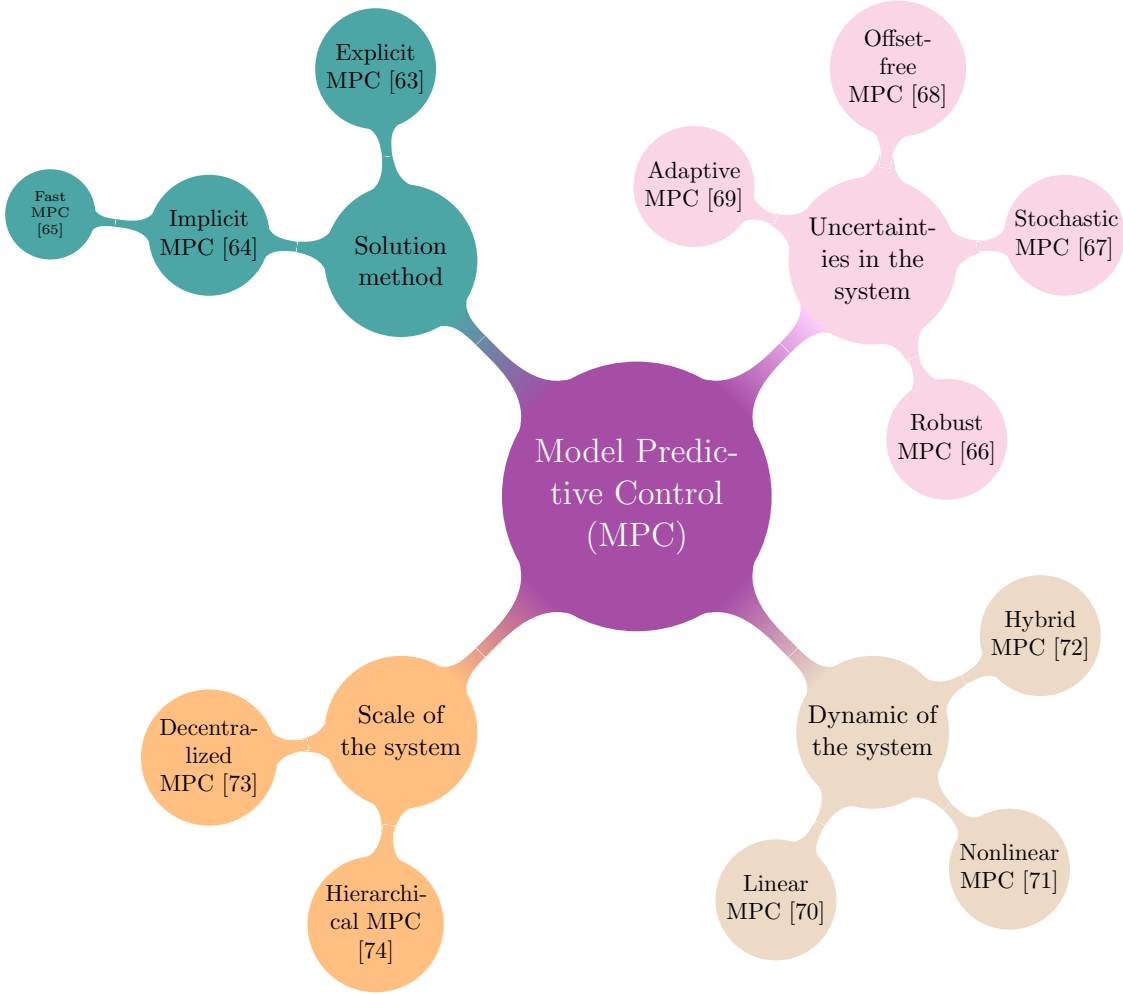 Model Predic-
tive Control
(MPC)
Solution
method
Explicit
MPC [63]
Implicit
MPC [64]
Fast
MPC
[65]
Uncertaint-
ies in the
system
Offset-
free
MPC [68]
Adaptive
MPC [69]
Stochastic
MPC [67]
Robust
MPC [66]
Dynamic of
the system
Hybrid
MPC [72]
Nonlinear
MPC [71]
Linear
MPC [70]
Scale of
the system
Decentra-
lized
MPC [73]
Hierarchi-
cal MPC
[74]